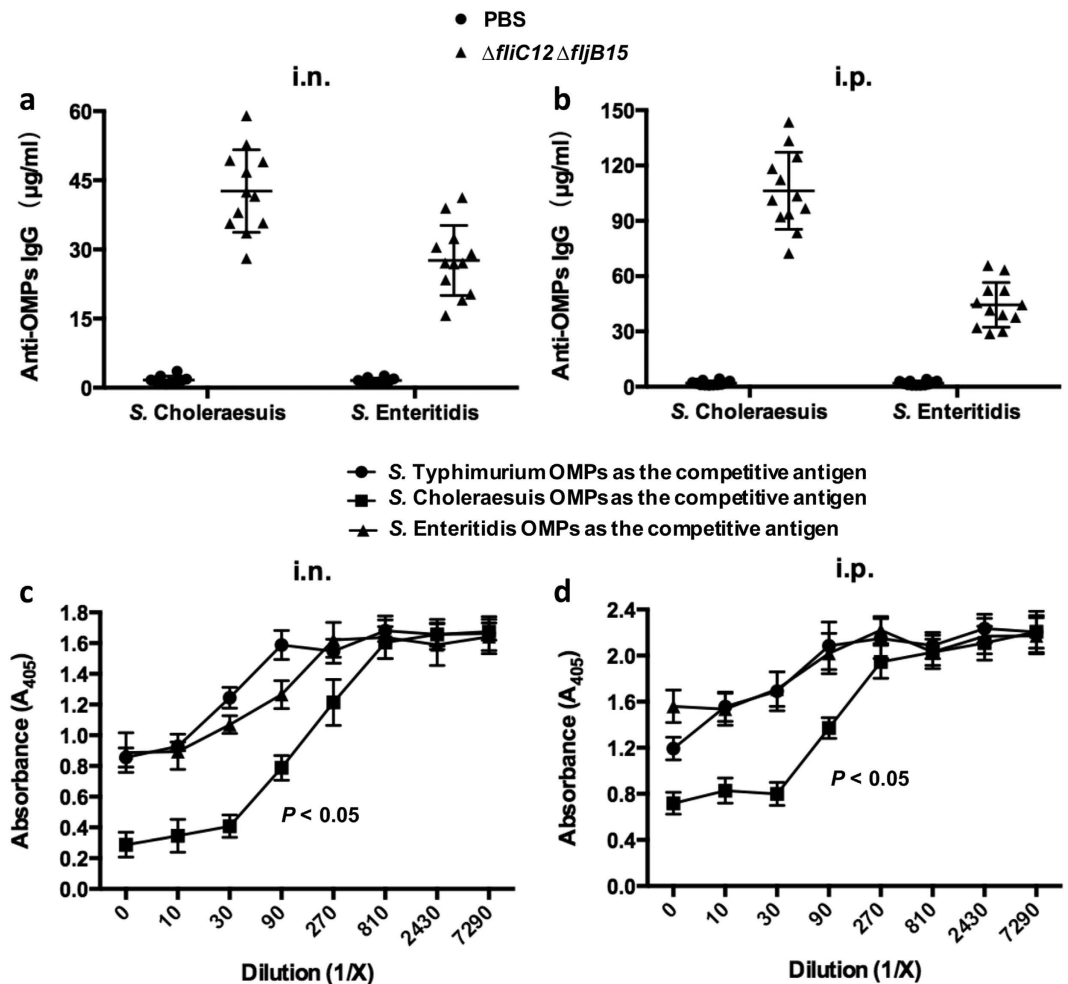 PBS
ΔfliC12 ΔfljB15
a
i.n.
Anti-OMPs IgG (μg/ml)
60
45
30
15
0
S. Choleraesuis
S. Enteritidis
b
i.p.
Anti-OMPs IgG (μg/ml)
150
120
90
60
30
0
S. Choleraesuis
S. Enteritidis
S. Typhimurium OMPs as the competitive antigen
S. Choleraesuis OMPs as the competitive antigen
S. Enteritidis OMPs as the competitive antigen
c
i.n.
Absorbance (A405)
1.8
1.6
1.4
1.2
1.0
0.8
0.6
0.4
0.2
0.0
P < 0.05
0
10
30
90
270
810
2430
7290
Dilution (1/X)
d
i.p.
Absorbance (A405)
2.4
2.0
1.6
1.2
0.8
0.4
0.0
P < 0.05
0
10
30
90
270
810
2430
7290
Dilution (1/X)